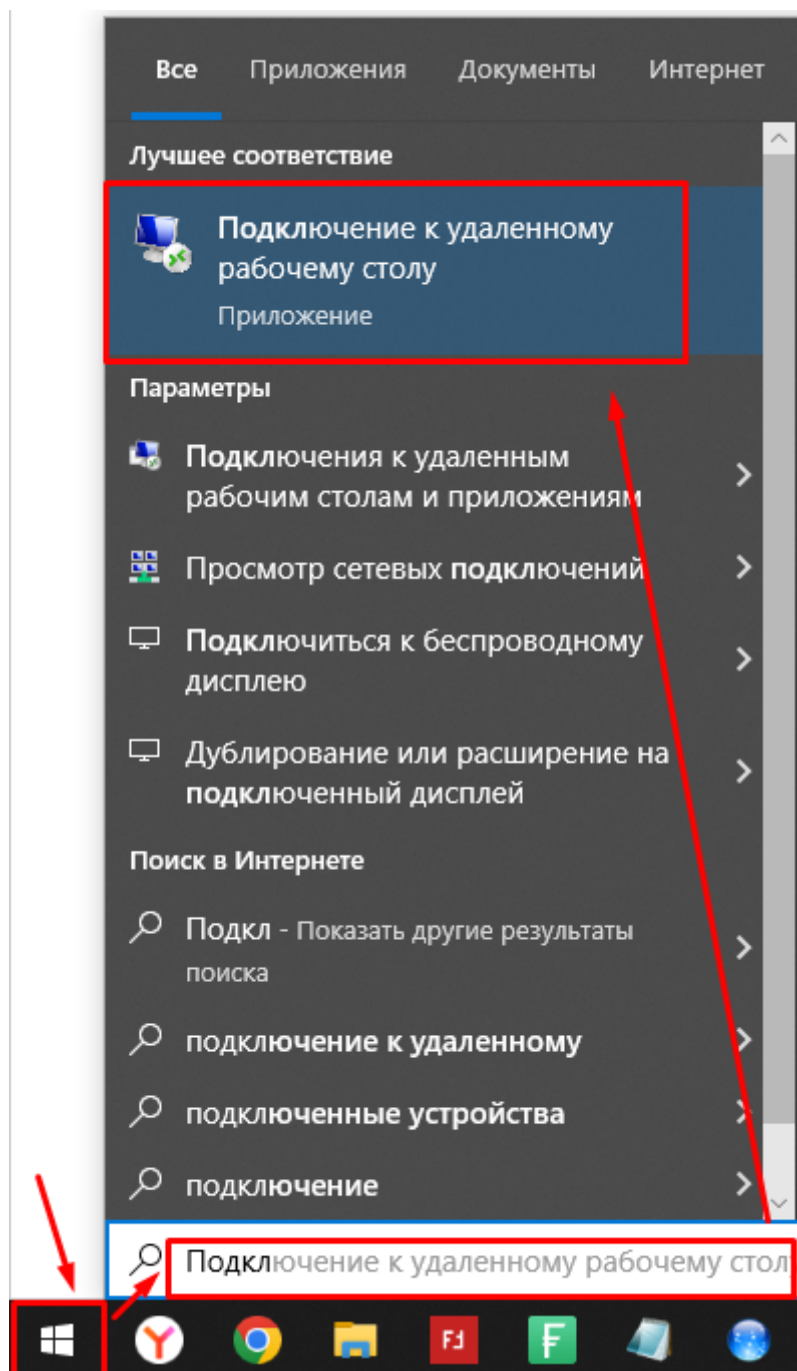 Все Приложения Документы Интернет
Лучшее соответствие
Подключение к удаленному
рабочему столу
Приложение
Параметры
Подключения к удаленным
рабочим столам и приложениям
Просмотр сетевых подключений
Подключиться к беспроводному
дисплею
Дублирование или расширение на
подключенный дисплей
Поиск в Интернете
Подкл - Показать другие результаты
поиска
подключение к удаленному
подключенные устройства
подключение
Подключение к удаленному рабочему стол